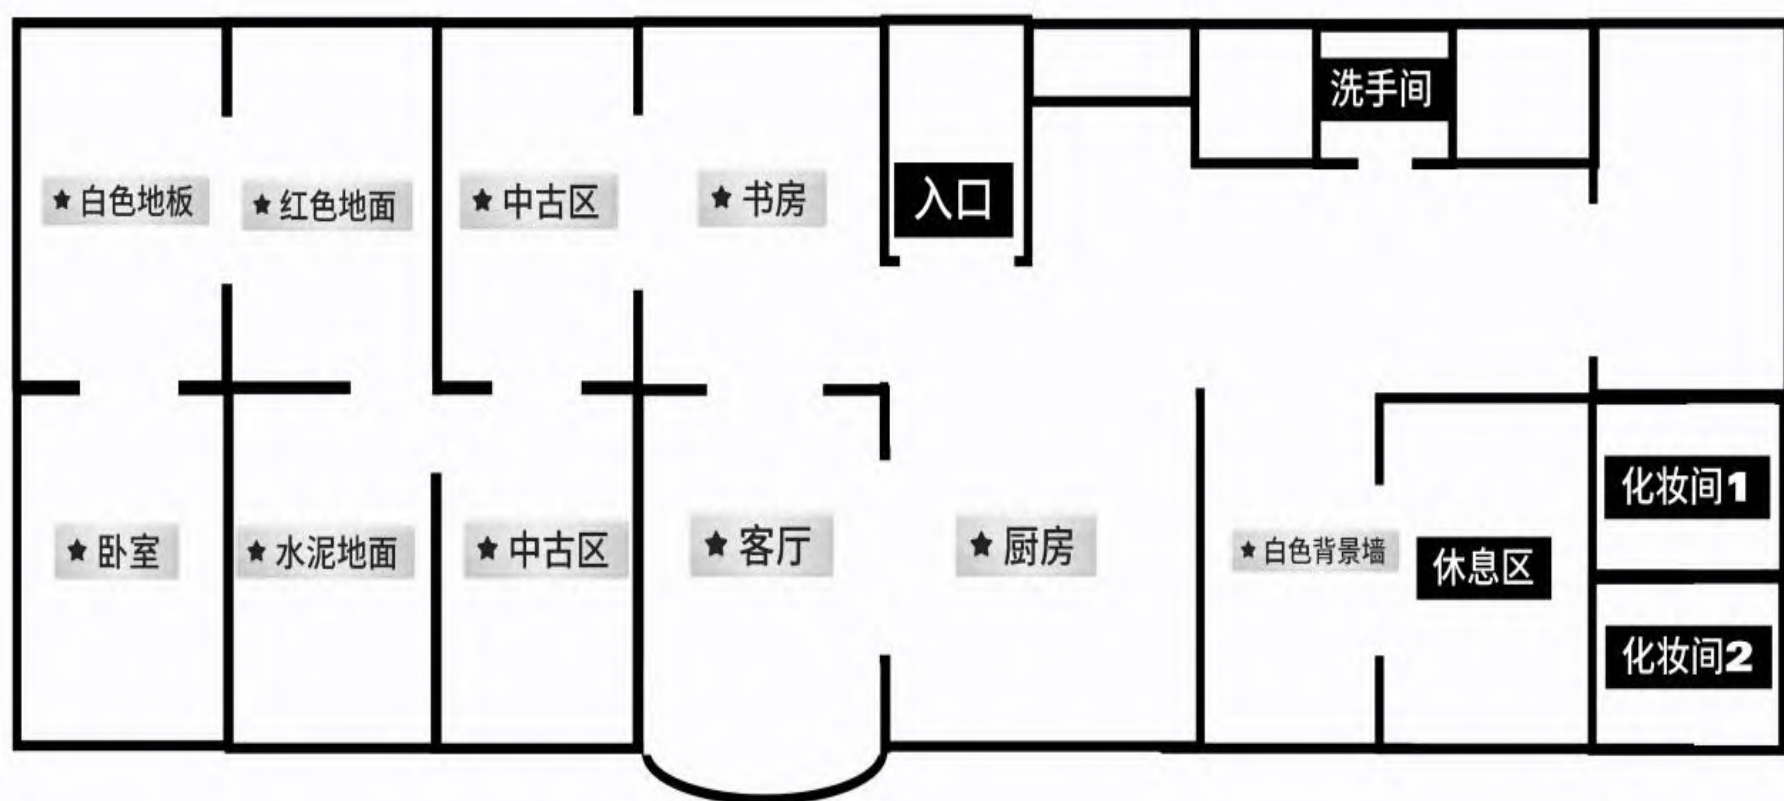 洗手间
★ 白色地板
★ 红色地面
★ 中古区
★ 书房
入口
化妆间1
★ 卧室
★ 水泥地面
★ 中古区
★ 客厅
★ 厨房
★ 白色背景墙
休息区
化妆间2